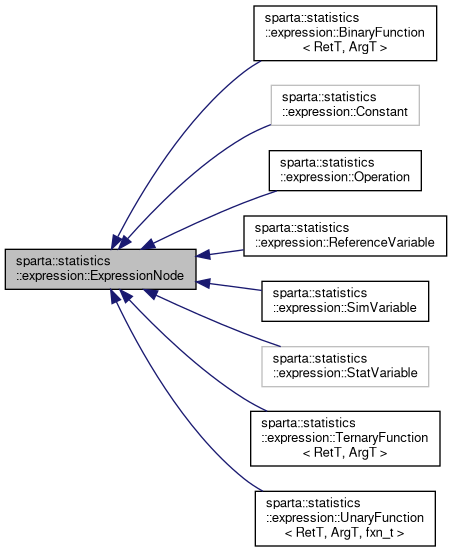 sparta::statistics
::expression::BinaryFunction
< RetT, ArgT >
sparta::statistics
::expression::Constant
sparta::statistics
::expression::Operation
sparta::statistics
::expression::ReferenceVariable
sparta::statistics
::expression::ExpressionNode
sparta::statistics
::expression::SimVariable
sparta::statistics
::expression::StatVariable
sparta::statistics
::expression::TernaryFunction
< RetT, ArgT >
sparta::statistics
::expression::UnaryFunction
< RetT, ArgT, fxn_t >